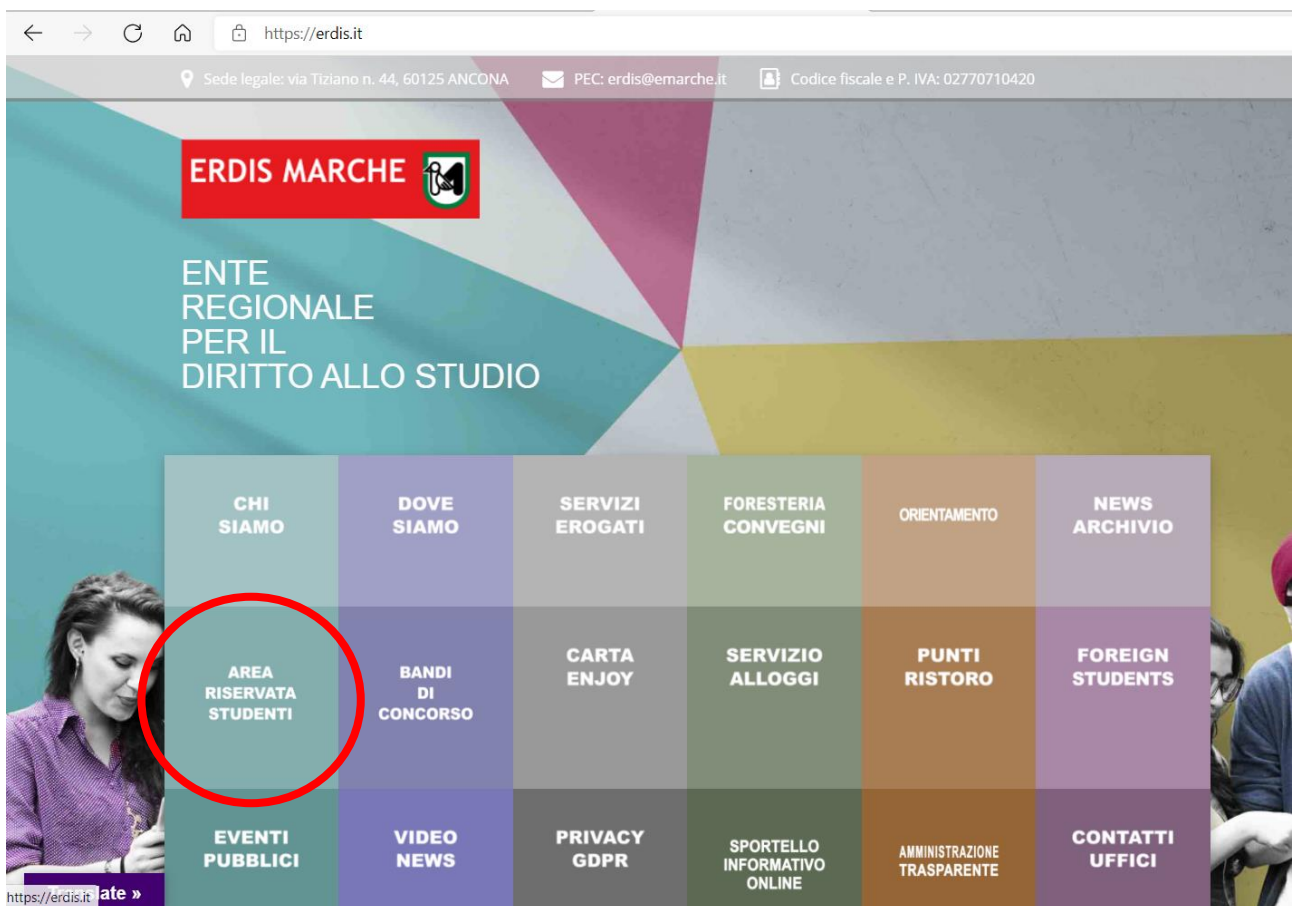 https://erdis.it
Sede legale: via Tiziano n. 44, 60125 ANCONA PEC: erdis@emarche.it Codice fiscale e P. IVA: 02770710420
ERDIS MARCHE
ENTE
REGIONALE
PER IL
DIRITTO ALLO STUDIO
CHI
SIAMO
DOVE
SIAMO
SERVIZI
EROGATI
FORESTERIA
CONVEGNI
ORIENTAMENTO
NEWS
ARCHIVIO
AREA
RISERVATA
STUDENTI
BANDI
DI
CONCORSO
CARTA
ENJOY
SERVIZIO
ALLOGGI
PUNTI
RISTORO
FOREIGN
STUDENTS
EVENTI
PUBBLICI
VIDEO
NEWS
PRIVACY
GDPR
SPORTELLO
INFORMATIVO
ONLINE
AMMINISTRAZIONE
TRASPARENTE
CONTATTI
UFFICI
Translate »
https://erdis.it